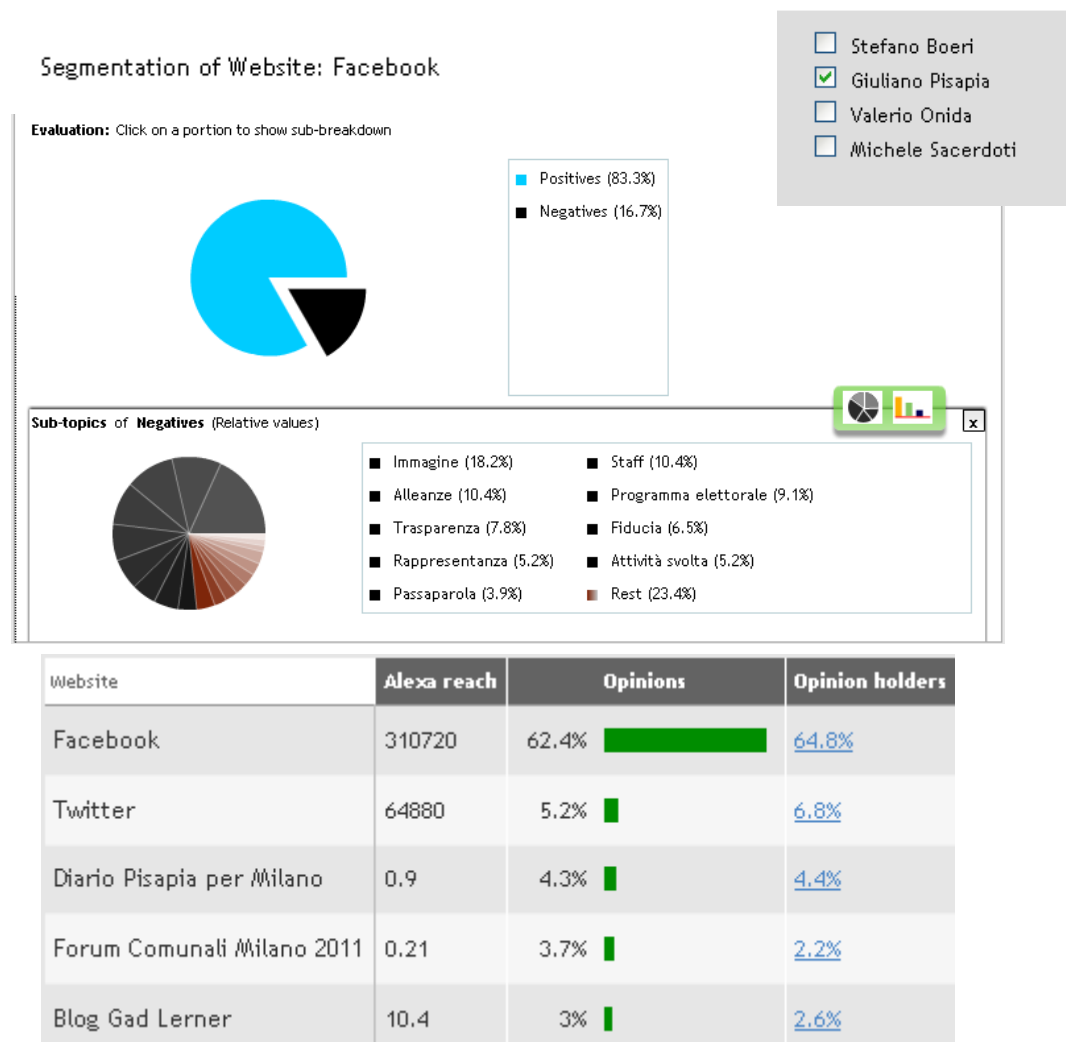 Segmentation of Website: Facebook
Stefano Boeri
Giuliano Pisapia
Valerio Onida
Michele Sacerdoti
Evaluation: Click on a portion to show sub-breakdown
Positives (83.3%)
Negatives (16.7%)
Sub-topics of Negatives (Relative values)
x
Immagine (18.2%) Staff (10.4%)
Alleanze (10.4%) Programma elettorale (9.1%)
Trasparenza (7.8%) Fiducia (6.5%)
Rappresentanza (5.2%) Attività svolta (5.2%)
Passaparola (3.9%) Rest (23.4%)
Website Alexa reach Opinions Opinion holders
Facebook 310720 62.4% 64.8%
Twitter 64880 5.2% 6.8%
Diario Pisapia per Milano 0.9 4.3% 4.4%
Forum Comunali Milano 2011 0.21 3.7% 2.2%
Blog Gad Lerner 10.4 3% 2.6%